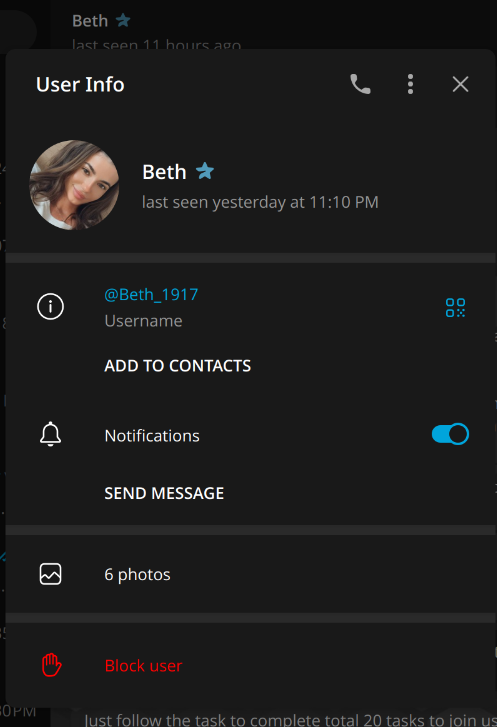 Beth
last seen 11 hours ago
User Info
Beth
last seen yesterday at 11:10 PM
@Beth_1917
Username
ADD TO CONTACTS
Notifications
SEND MESSAGE
6 photos
Block user
PM
Just follow the task to complete total 20 tasks to join us